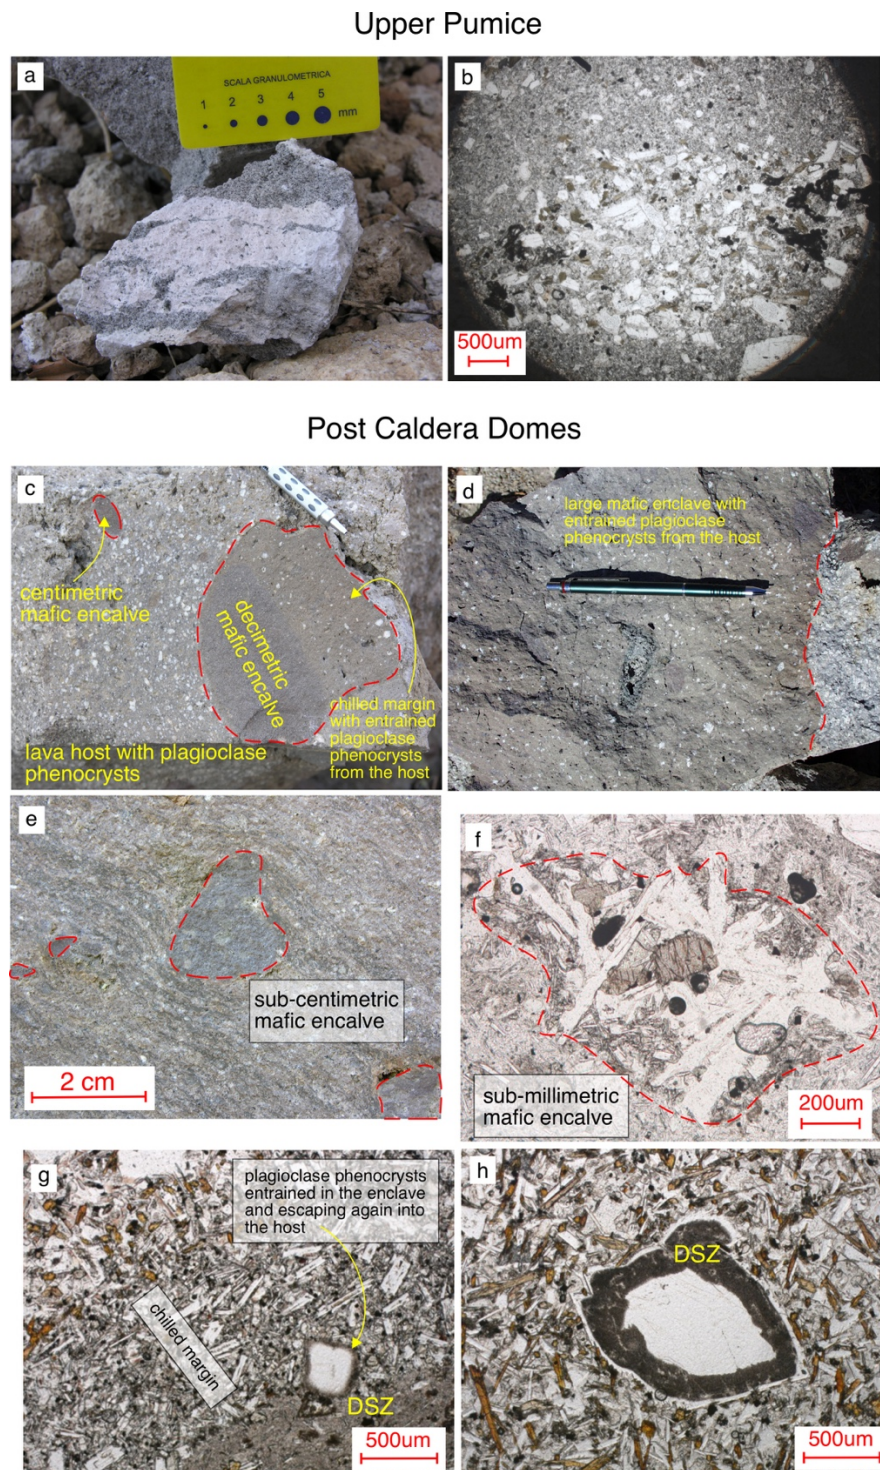 Upper Pumice
a
SCALA GRANULOMETRICA
1 2 3 4 5
mm
b
500um
Post Caldera Domes
c
centimetric
mafic encalve
decimetric
mafic encalve
chilled margin
with entrained
plagioclase
phenocrysts
from the host
lava host with plagioclase
phenocrysts
d
large mafic enclave with
entrained plagioclase
phenocrysts from the host
e
sub-centimetric
mafic encalve
2 cm
f
sub-millimetric
mafic encalve
200um
g
plagioclase phenocrysts
entrained in the enclave
and escaping again into
the host
chilled margin
DSZ
500um
h
DSZ
500um